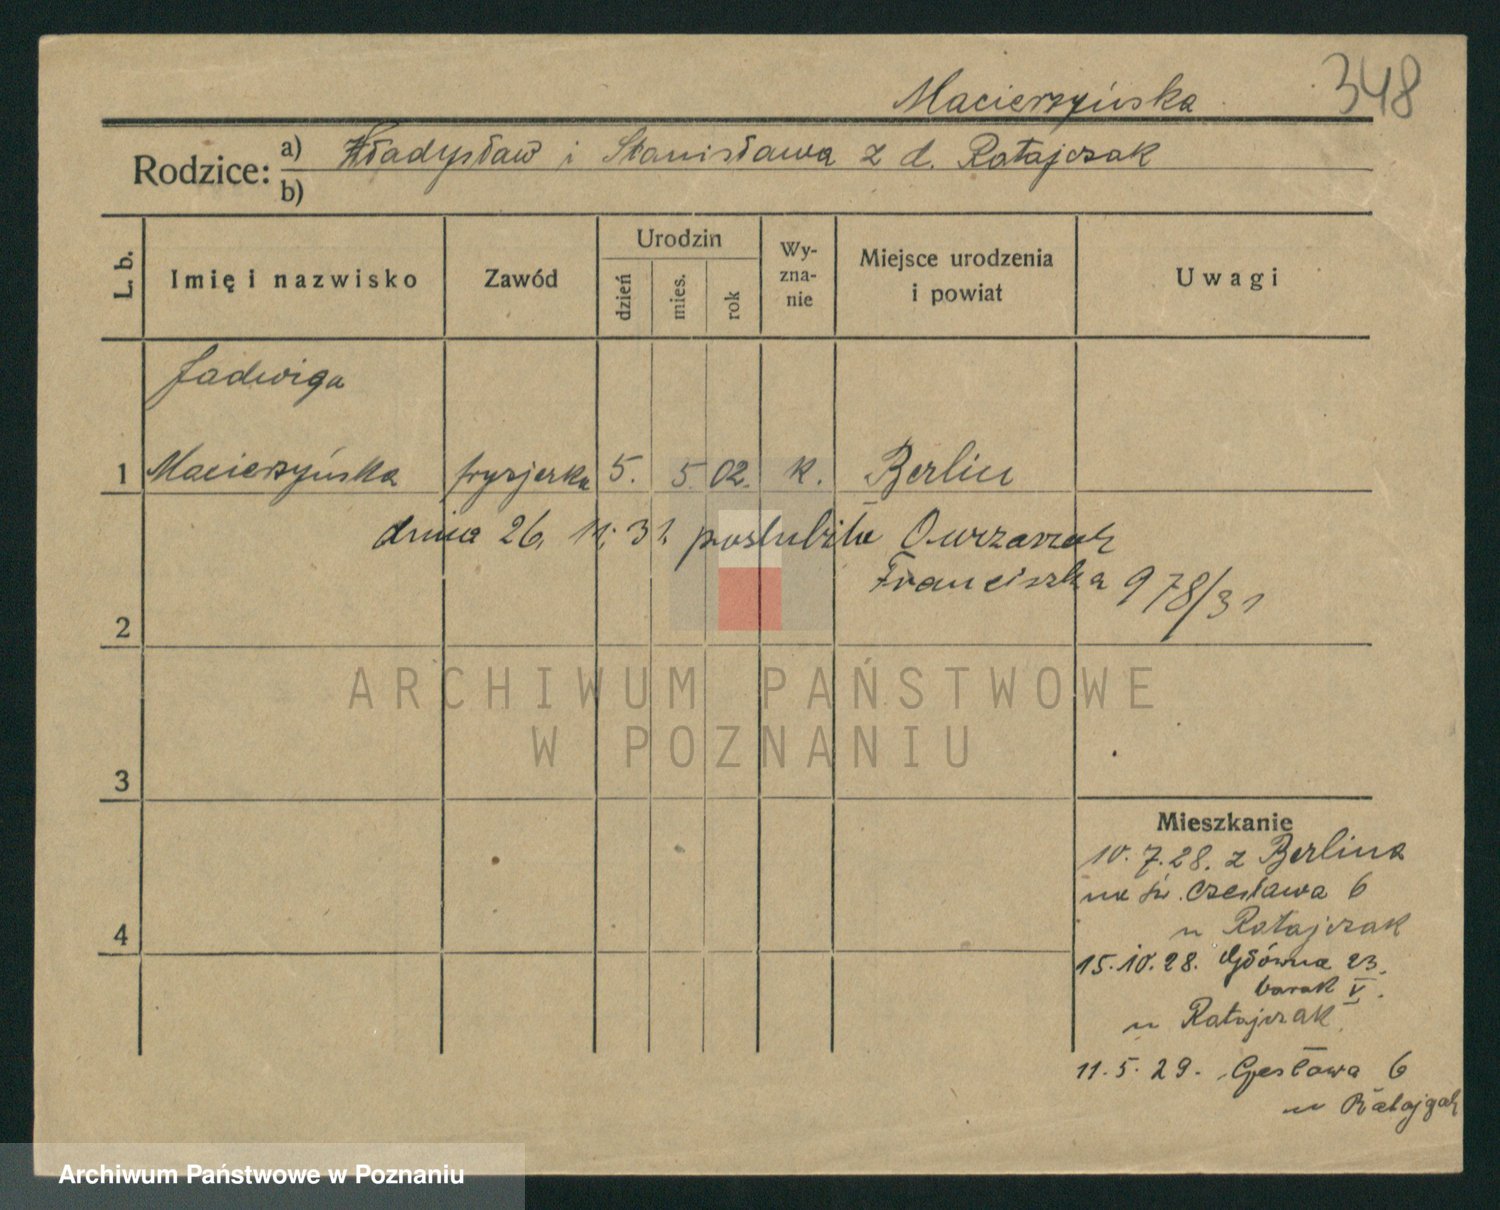 Macierzyńska 348
Rodzice: a) Władysław i Stanisława z d. Ratajczak
b)
L. b. Imię i nazwisko Zawód Urodzin dzień mies. rok Wyznanie Miejsce urodzenia i powiat Uwagi
Jadwiga
1 Macierzyńska fryzjerka 5. 5. 02. k. Berlin
dnia 26. 11. 31. poślubiła Owczarzak
Franciszka 978/31
2
ARCHIWUM PAŃSTWOWE
W POZNANIU
3
Mieszkanie
10. 7. 28. z Berlina
na św. Czesława 6
4
u Ratajczak
15. 10. 28. Główna 23.
barak V.
u Ratajczak
11. 5. 29. Czesława 6
u Ratajczak
Archiwum Państwowe w Poznaniu